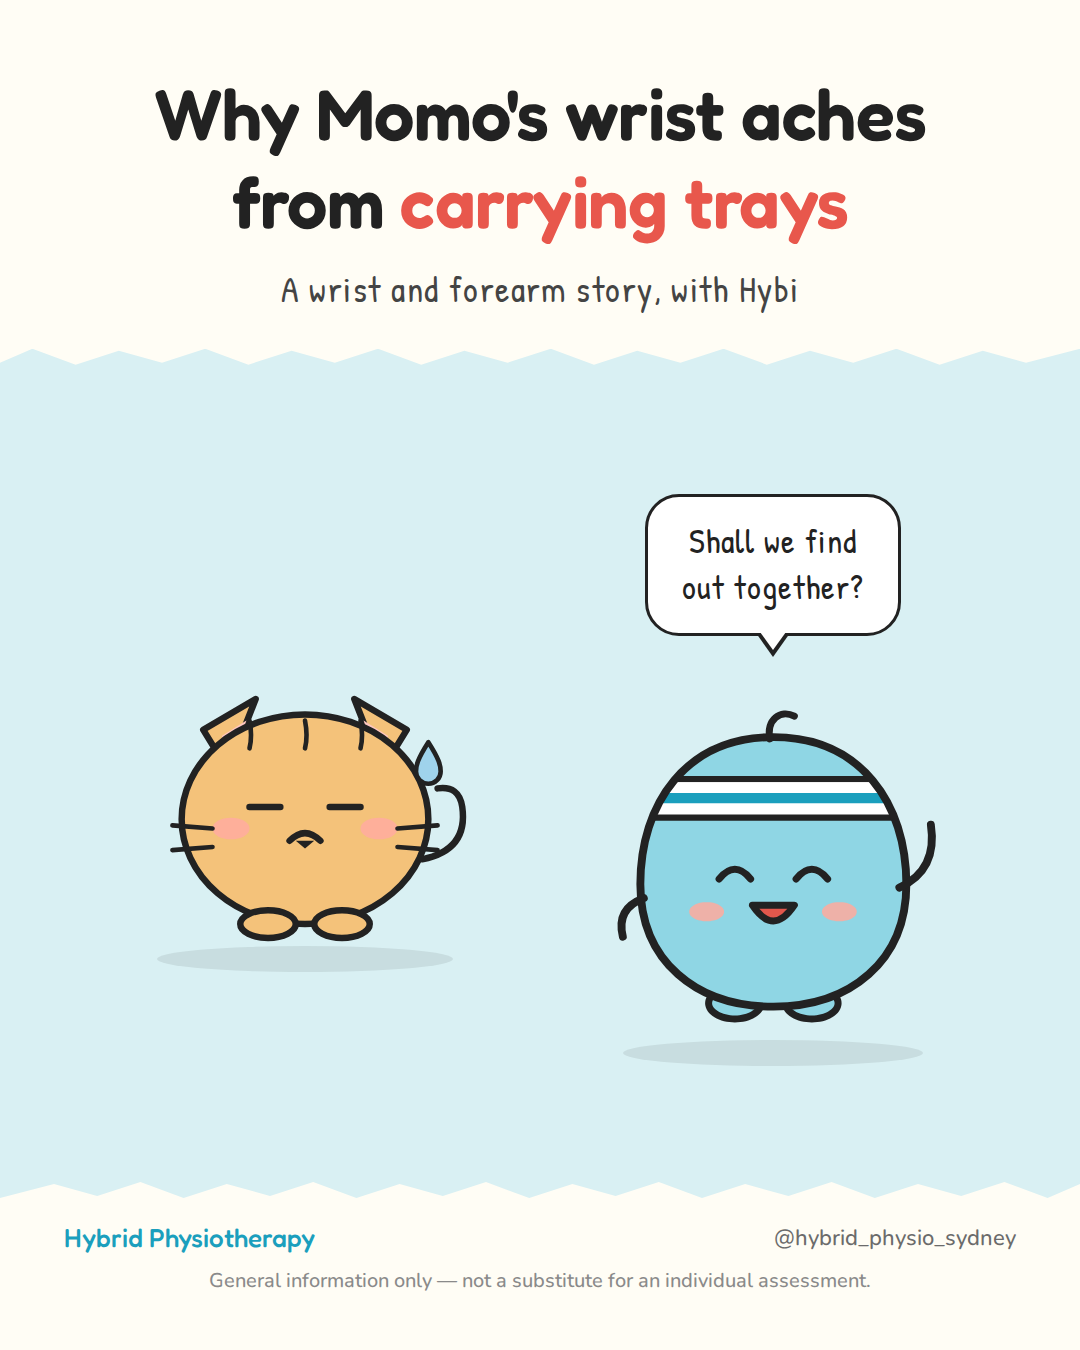 Why Momo's wrist aches
from carrying trays
A wrist and forearm story, with Hybi
Shall we find
out together?
Hybrid Physiotherapy
@hybrid_physio_sydney
General information only — not a substitute for an individual assessment.